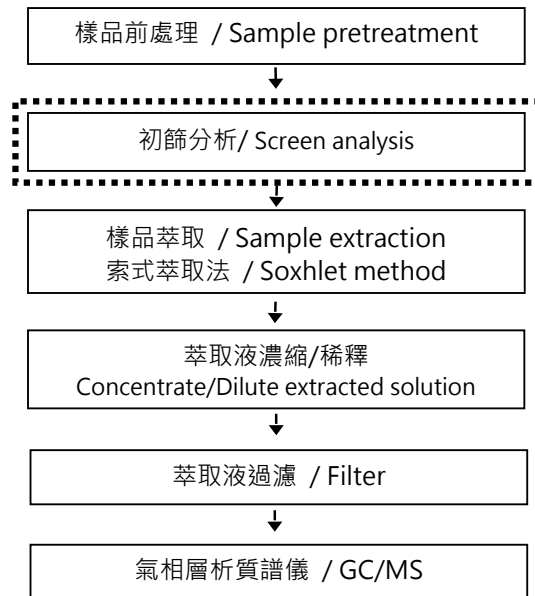 樣品前處理 / Sample pretreatment
初篩分析/ Screen analysis
樣品萃取 / Sample extraction
索式萃取法 / Soxhlet method
萃取液濃縮/稀釋
Concentrate/Dilute extracted solution
萃取液過濾 / Filter
氣相層析質譜儀 / GC/MS